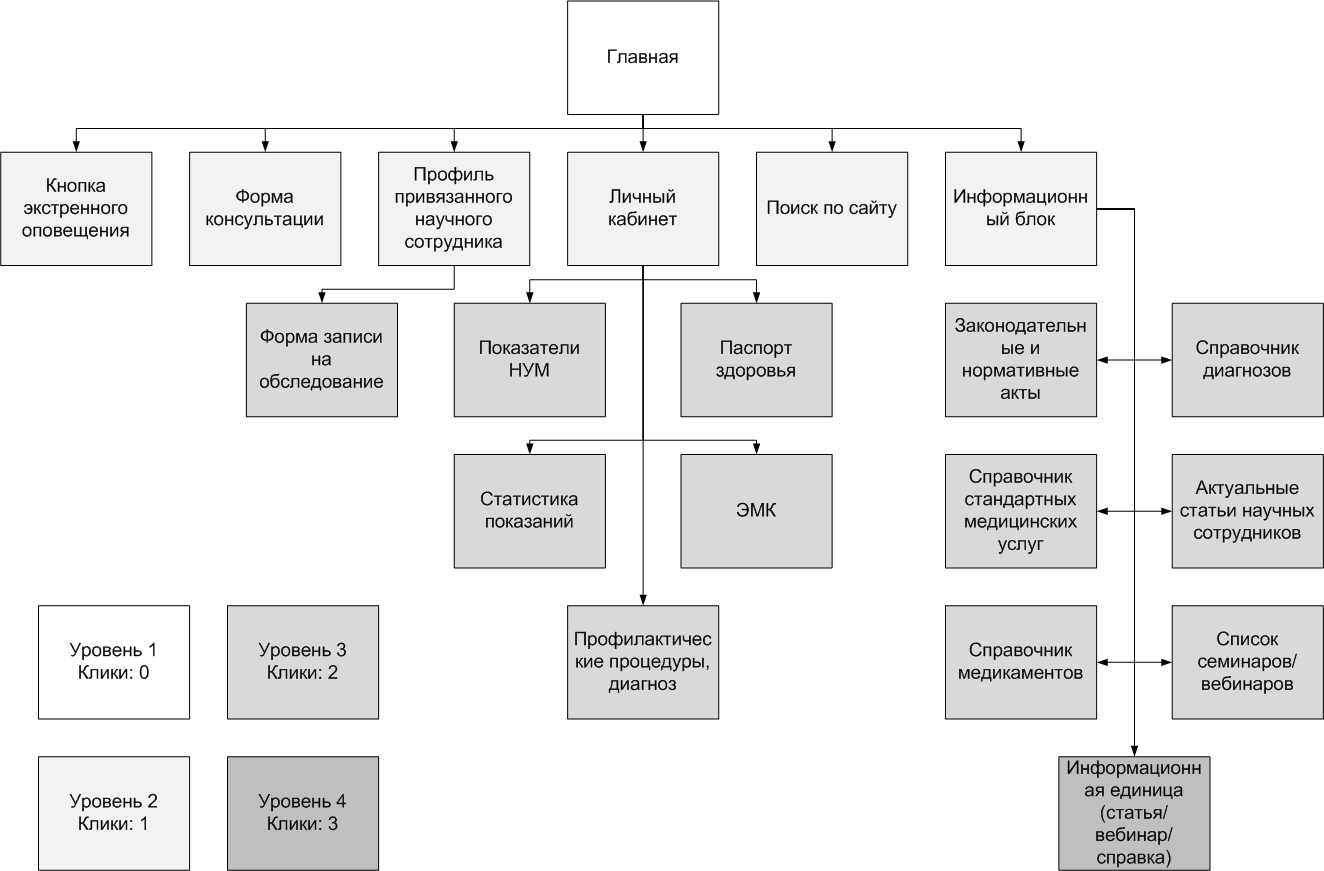 Главная
Кнопка
экстренного
оповещения
Форма
консультации
Профиль
привязанного
научного
сотрудника
Личный
кабинет
Поиск по сайту
Информационн
ый блок
Форма записи
на
обследование
Показатели
НУМ
Паспорт
здоровья
Законодательн
ые и
нормативные
акты
Справочник
диагнозов
Статистика
показаний
ЭМК
Справочник
стандартных
медицинских
услуг
Актуальные
статьи научных
сотрудников
Профилактичес
кие процедуры,
диагноз
Справочник
медикаментов
Список
семинаров/
вебинаров
Уровень 1
Клики: 0
Уровень 3
Клики: 2
Уровень 2
Клики: 1
Уровень 4
Клики: 3
Информационн
ая единица
(статья/
вебинар/
справка)